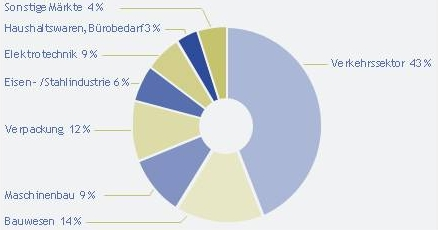 Sonstige Märkte 4%
Haushaltswaren, Bürobedarf 3%
Elektrotechnik 9%
Verkehrssektor 43%
Eisen- /Stahlindustrie 6%
Verpackung 12%
Maschinenbau 9%
Bauwesen 14%